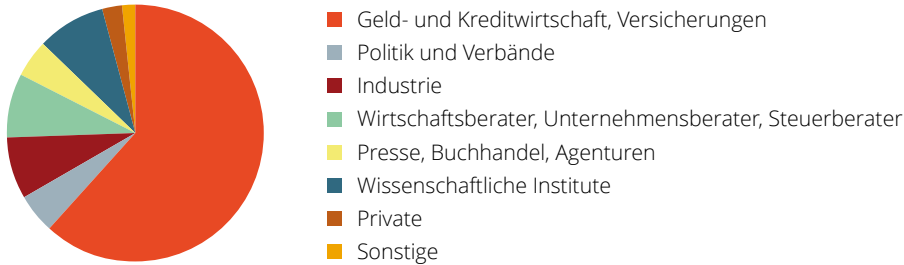 Geld- und Kreditwirtschaft, Versicherungen
Politik und Verbände
Industrie
Wirtschaftsberater, Unternehmensberater, Steuerberater
Presse, Buchhandel, Agenturen
Wissenschaftliche Institute
Private
Sonstige